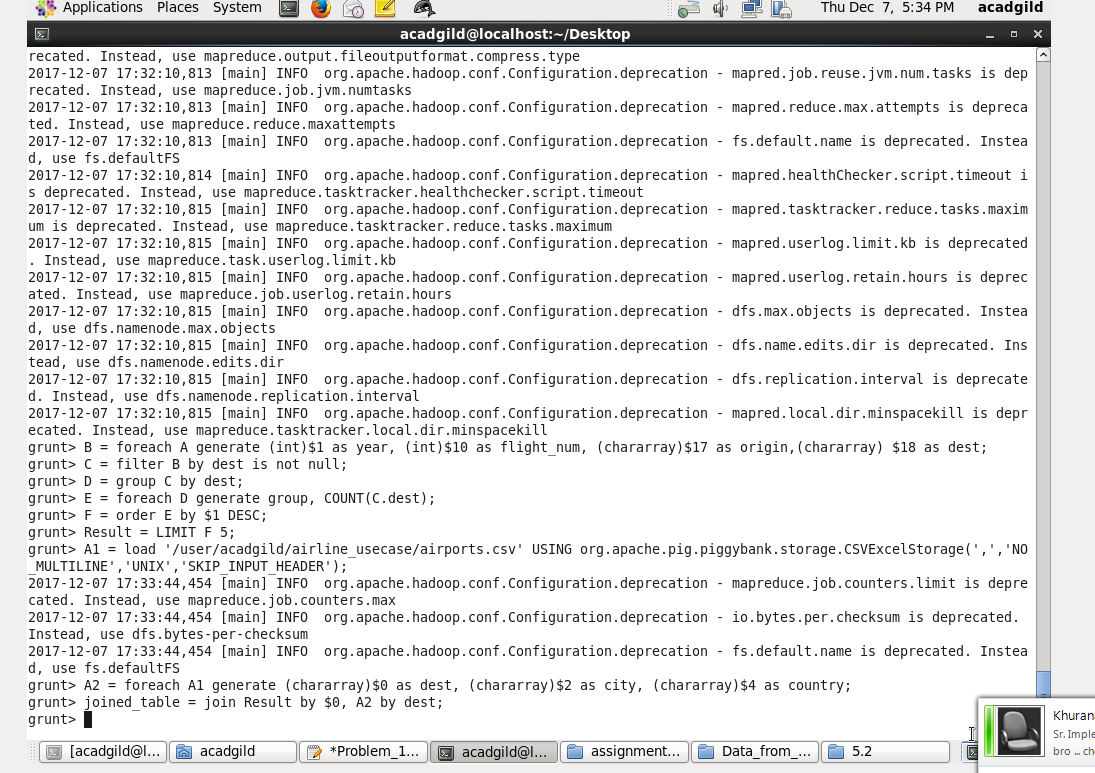 Applications Places System Thu Dec 7, 5:34 PM acadgild
acadgild@localhost:~/Desktop
recated. Instead, use mapreduce.output.fileoutputformat.compress.type
2017-12-07 17:32:10,813 [main] INFO  org.apache.hadoop.conf.Configuration.deprecation - mapred.job.reuse.jvm.num.tasks is dep
recated. Instead, use mapreduce.job.jvm.numtasks
2017-12-07 17:32:10,813 [main] INFO  org.apache.hadoop.conf.Configuration.deprecation - mapred.reduce.max.attempts is depreca
ted. Instead, use mapreduce.reduce.maxattempts
2017-12-07 17:32:10,813 [main] INFO  org.apache.hadoop.conf.Configuration.deprecation - fs.default.name is deprecated. Instea
d, use fs.defaultFS
2017-12-07 17:32:10,814 [main] INFO  org.apache.hadoop.conf.Configuration.deprecation - mapred.healthChecker.script.timeout i
s deprecated. Instead, use mapreduce.tasktracker.healthchecker.script.timeout
2017-12-07 17:32:10,815 [main] INFO  org.apache.hadoop.conf.Configuration.deprecation - mapred.tasktracker.reduce.tasks.maxim
um is deprecated. Instead, use mapreduce.tasktracker.reduce.tasks.maximum
2017-12-07 17:32:10,815 [main] INFO  org.apache.hadoop.conf.Configuration.deprecation - mapred.userlog.limit.kb is deprecated
. Instead, use mapreduce.task.userlog.limit.kb
2017-12-07 17:32:10,815 [main] INFO  org.apache.hadoop.conf.Configuration.deprecation - mapred.userlog.retain.hours is deprec
ated. Instead, use mapreduce.job.userlog.retain.hours
2017-12-07 17:32:10,815 [main] INFO  org.apache.hadoop.conf.Configuration.deprecation - dfs.max.objects is deprecated. Instea
d, use dfs.namenode.max.objects
2017-12-07 17:32:10,815 [main] INFO  org.apache.hadoop.conf.Configuration.deprecation - dfs.name.edits.dir is deprecated. Ins
tead, use dfs.namenode.edits.dir
2017-12-07 17:32:10,815 [main] INFO  org.apache.hadoop.conf.Configuration.deprecation - dfs.replication.interval is deprecate
d. Instead, use dfs.namenode.replication.interval
2017-12-07 17:32:10,815 [main] INFO  org.apache.hadoop.conf.Configuration.deprecation - mapred.local.dir.minspacekill is depr
ecated. Instead, use mapreduce.tasktracker.local.dir.minspacekill
grunt> B = foreach A generate (int)$1 as year, (int)$10 as flight_num, (chararray)$17 as origin,(chararray) $18 as dest;
grunt> C = filter B by dest is not null;
grunt> D = group C by dest;
grunt> E = foreach D generate group, COUNT(C.dest);
grunt> F = order E by $1 DESC;
grunt> Result = LIMIT F 5;
grunt> A1 = load '/user/acadgild/airline_usecase/airports.csv' USING org.apache.pig.piggybank.storage.CSVExcelStorage(',','NO
_MULTILINE','UNIX','SKIP_INPUT_HEADER');
2017-12-07 17:33:44,454 [main] INFO  org.apache.hadoop.conf.Configuration.deprecation - mapreduce.job.counters.limit is depre
cated. Instead, use mapreduce.job.counters.max
2017-12-07 17:33:44,454 [main] INFO  org.apache.hadoop.conf.Configuration.deprecation - io.bytes.per.checksum is deprecated.
Instead, use dfs.bytes-per-checksum
2017-12-07 17:33:44,454 [main] INFO  org.apache.hadoop.conf.Configuration.deprecation - fs.default.name is deprecated. Instea
d, use fs.defaultFS
grunt> A2 = foreach A1 generate (chararray)$0 as dest, (chararray)$2 as city, (chararray)$4 as country;
grunt> joined_table = join Result by $0, A2 by dest;
grunt>
Khuran
Sr. Imple
bro ... ch
[acadgild@l... acadgild *Problem_1... acadgild@l... assignment... Data_from_... 5.2